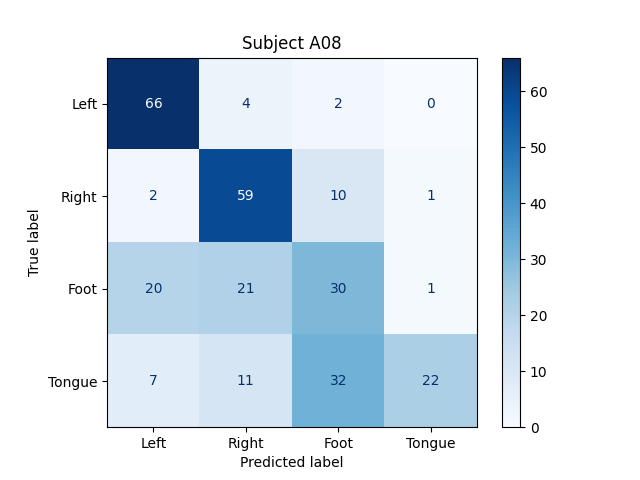 Subject A08
True label
Left 66 4 2 0
Right 2 59 10 1
Foot 20 21 30 1
Tongue 7 11 32 22
Left Right Foot Tongue
Predicted label
60
50
40
30
20
10
0